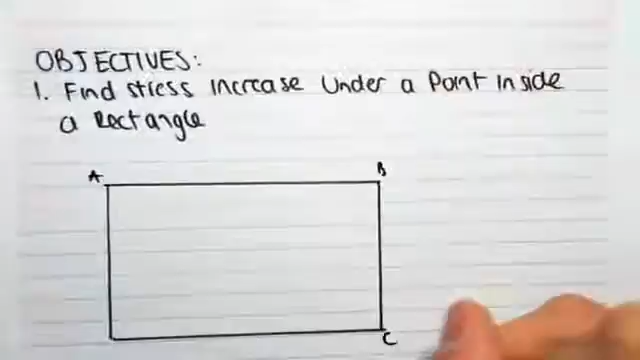 OBJECTIVES:
1. Find stress increase Under a Point Inside
a Rectangle
A
B
C